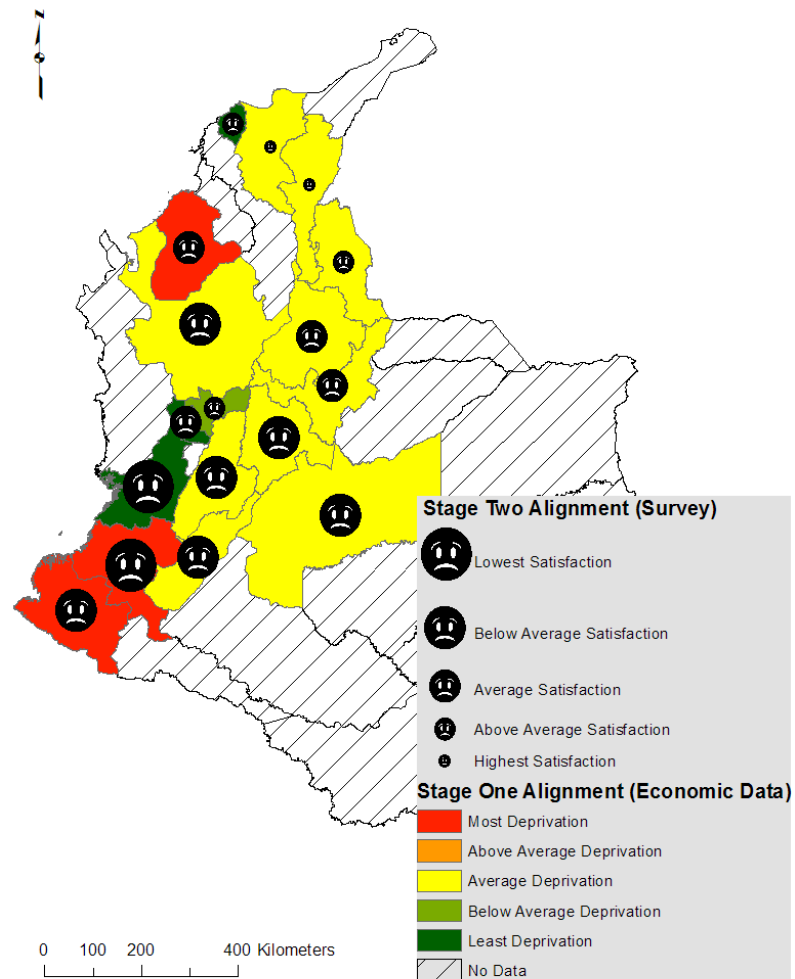 N
Stage Two Alignment (Survey)
Lowest Satisfaction
Below Average Satisfaction
Average Satisfaction
Above Average Satisfaction
Highest Satisfaction
Stage One Alignment (Economic Data)
Most Deprivation
Above Average Deprivation
Average Deprivation
Below Average Deprivation
Least Deprivation
No Data
0 100 200 400 Kilometers